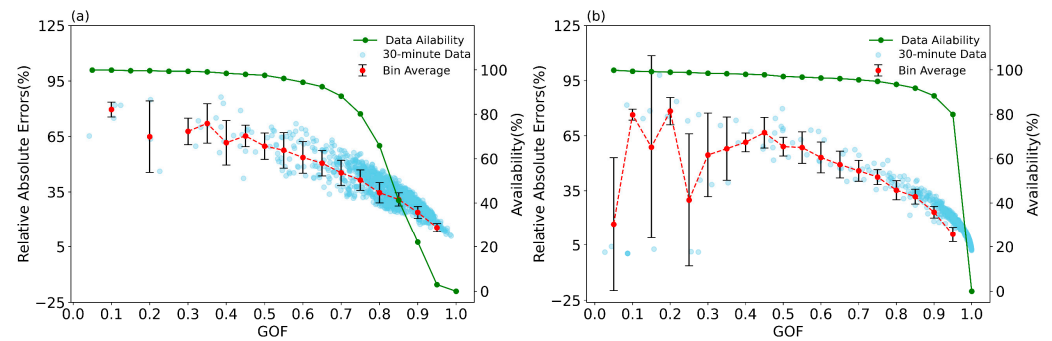 (a)
125
95
65
35
5
−25
Relative Absolute Errors(%)
Data Ailability
30-minute Data
Bin Average
100
80
60
40
20
0
Availability(%)
0.0 0.1 0.2 0.3 0.4 0.5 0.6 0.7 0.8 0.9 1.0
GOF
(b)
125
95
65
35
5
−25
Relative Absolute Errors(%)
Data Ailability
30-minute Data
Bin Average
100
80
60
40
20
0
Availability(%)
0.0 0.1 0.2 0.3 0.4 0.5 0.6 0.7 0.8 0.9 1.0
GOF